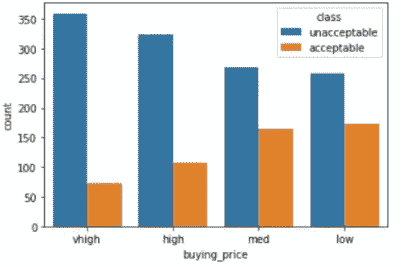 350
300
250
200
150
100
50
0
count
class
unacceptable
acceptable
vhigh high med low
buying_price